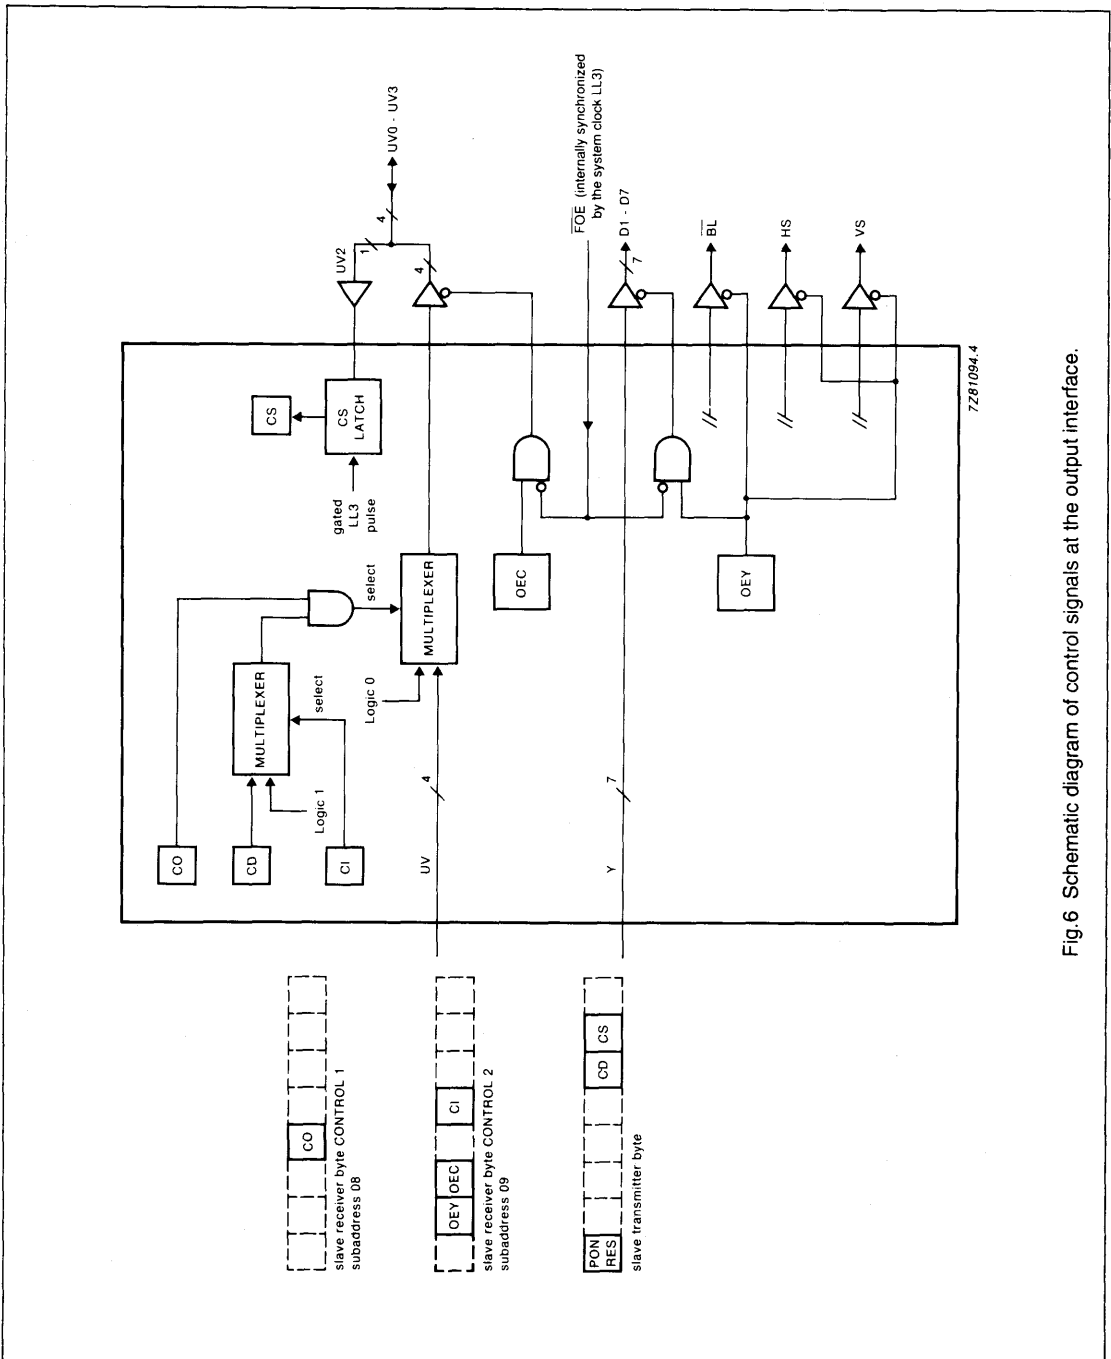 CO
slave receiver byte CONTROL 1
subaddress 08
OEY OEC CI
slave receiver byte CONTROL 2
subaddress 09
PON
RES
CD CS
slave transmitter byte
CO
CD
Logic 1
CI
MULTIPLEXER
select
UV
4
Logic 0
MULTIPLEXER
select
gated
LL3
pulse
CS
CS
LATCH
UV2
1
4
4
UV0 - UV3
Y
7
OEC
OEY
FOE (internally synchronized
by the system clock LL3)
7
D1 - D7
BL
HS
VS
7Z81094.4
Fig.6 Schematic diagram of control signals at the output interface.